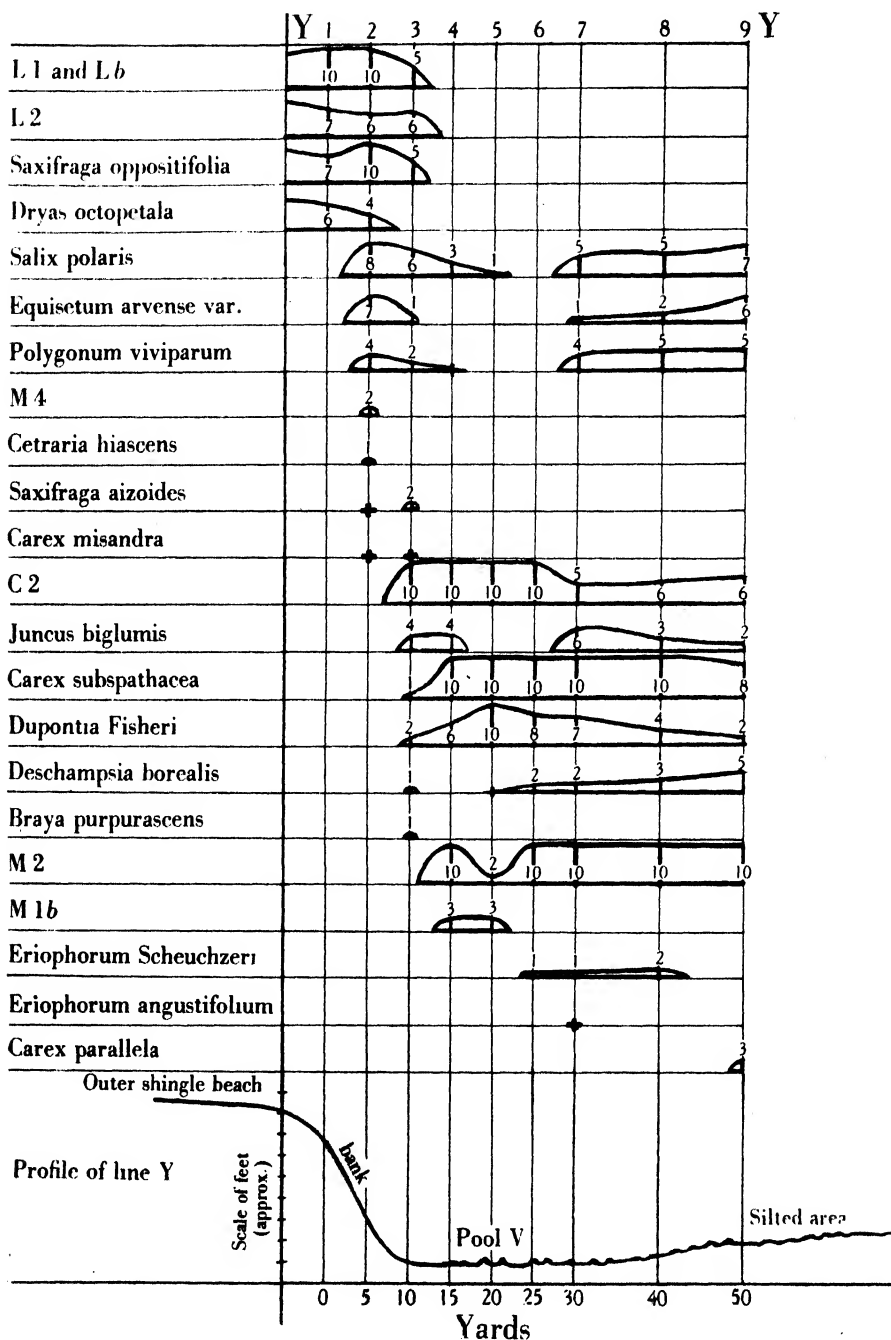 Y 1 2 3 4 5 6 7 8 9 Y
L 1 and Lb 10 10 5
L 2 7 6 6
Saxifraga oppositifolia 7 10 5
Dryas octopetala 6 4
Salix polaris 8 6 3 1 5 5 7
Equisetum arvense var. 7 1 1 2 6
Polygonum viviparum 4 2 4 5 5
M 4 2
Cetraria hiascens
Saxifraga aizoides 2
Carex misandra
C 2 10 10 10 10 5 6 6
Juncus biglumis 4 4 6 3 2
Carex subspathacea 10 10 10 10 10 8
Dupontia Fisheri 2 6 10 8 7 4 2
Deschampsia borealis 2 2 3 5
Braya purpurascens
M 2 10 2 10 10 10 10
M 1b 3 3
Eriophorum Scheuchzeri 2
Eriophorum angustifolium
Carex parallela 3
Outer shingle beach
Profile of line Y
Scale of feet
(approx.)
bank
Pool V
Silted area
0 5 10 15 20 25 30 40 50
Yards